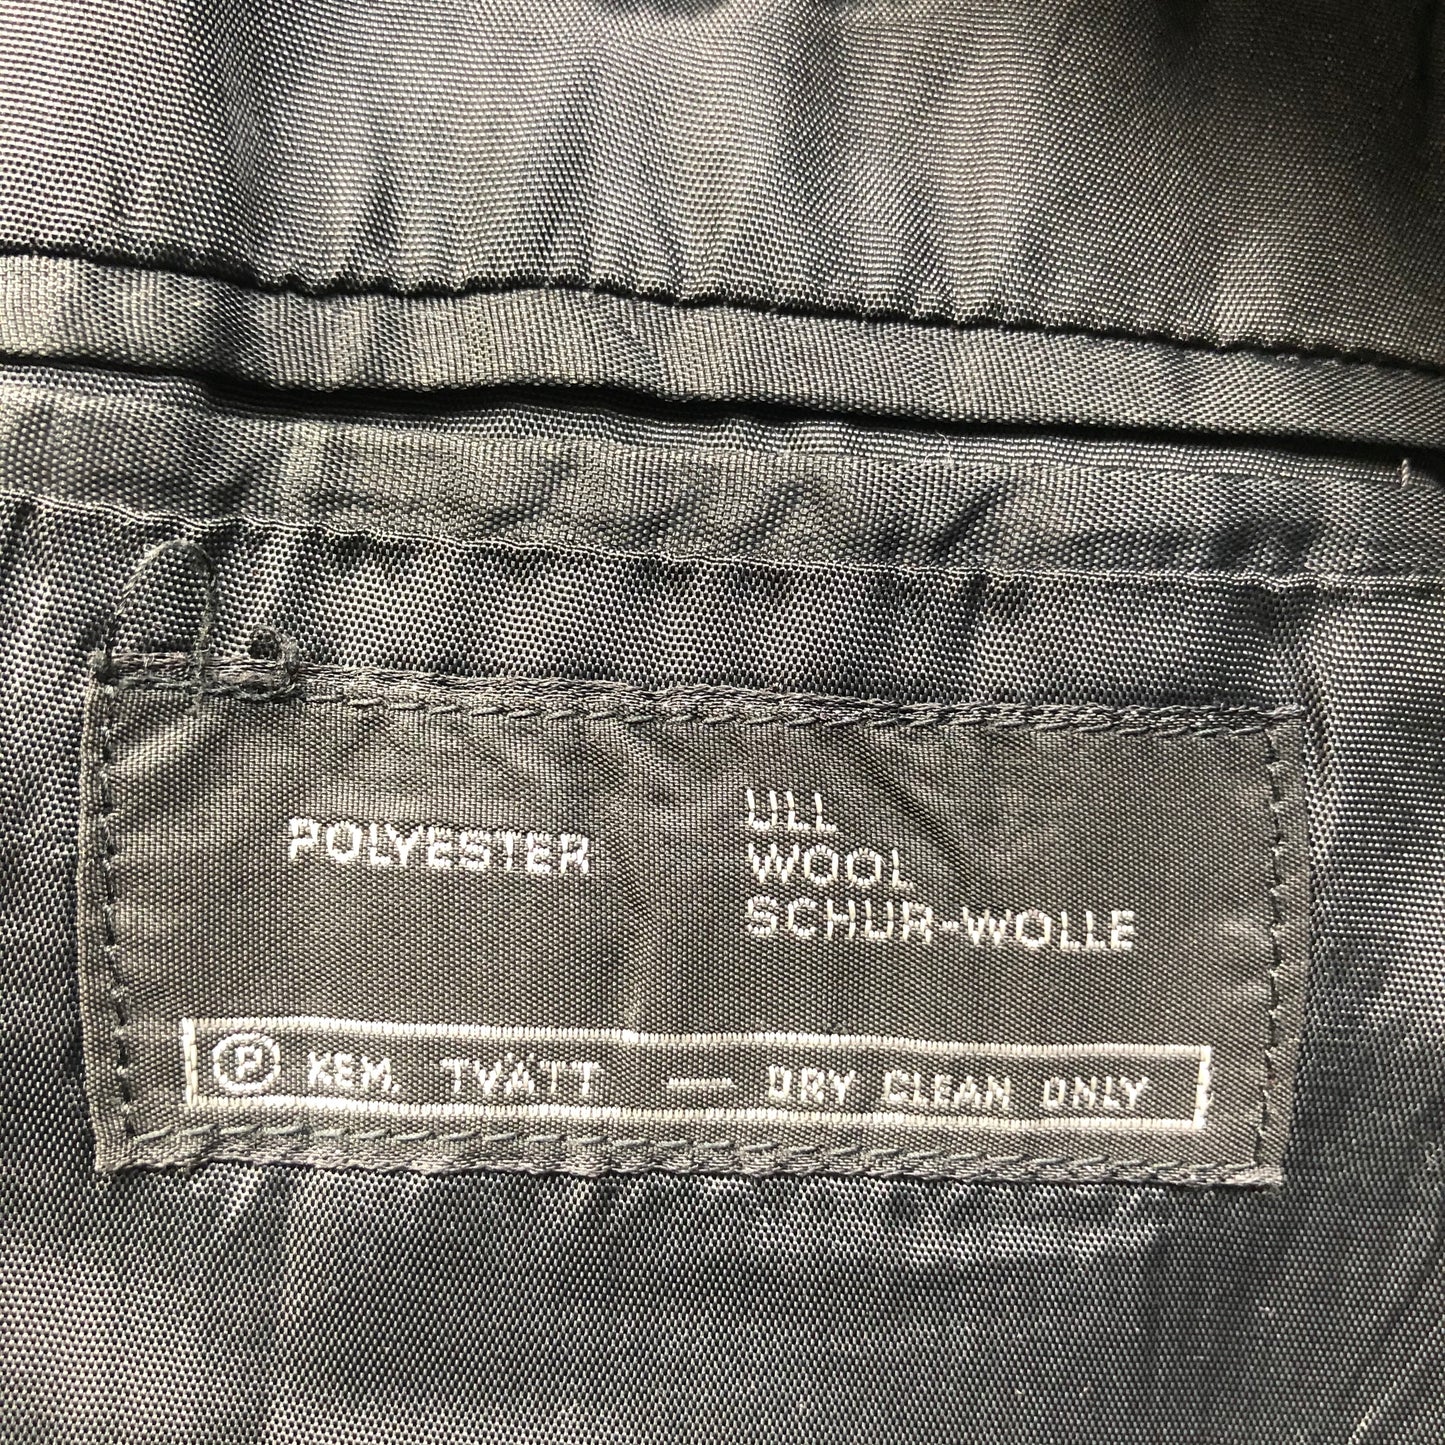 POLYESTER
ULL
WOOL
SCHUR-WOLLE
Ⓟ KEM. TVÄTT — DRY CLEAN ONLY